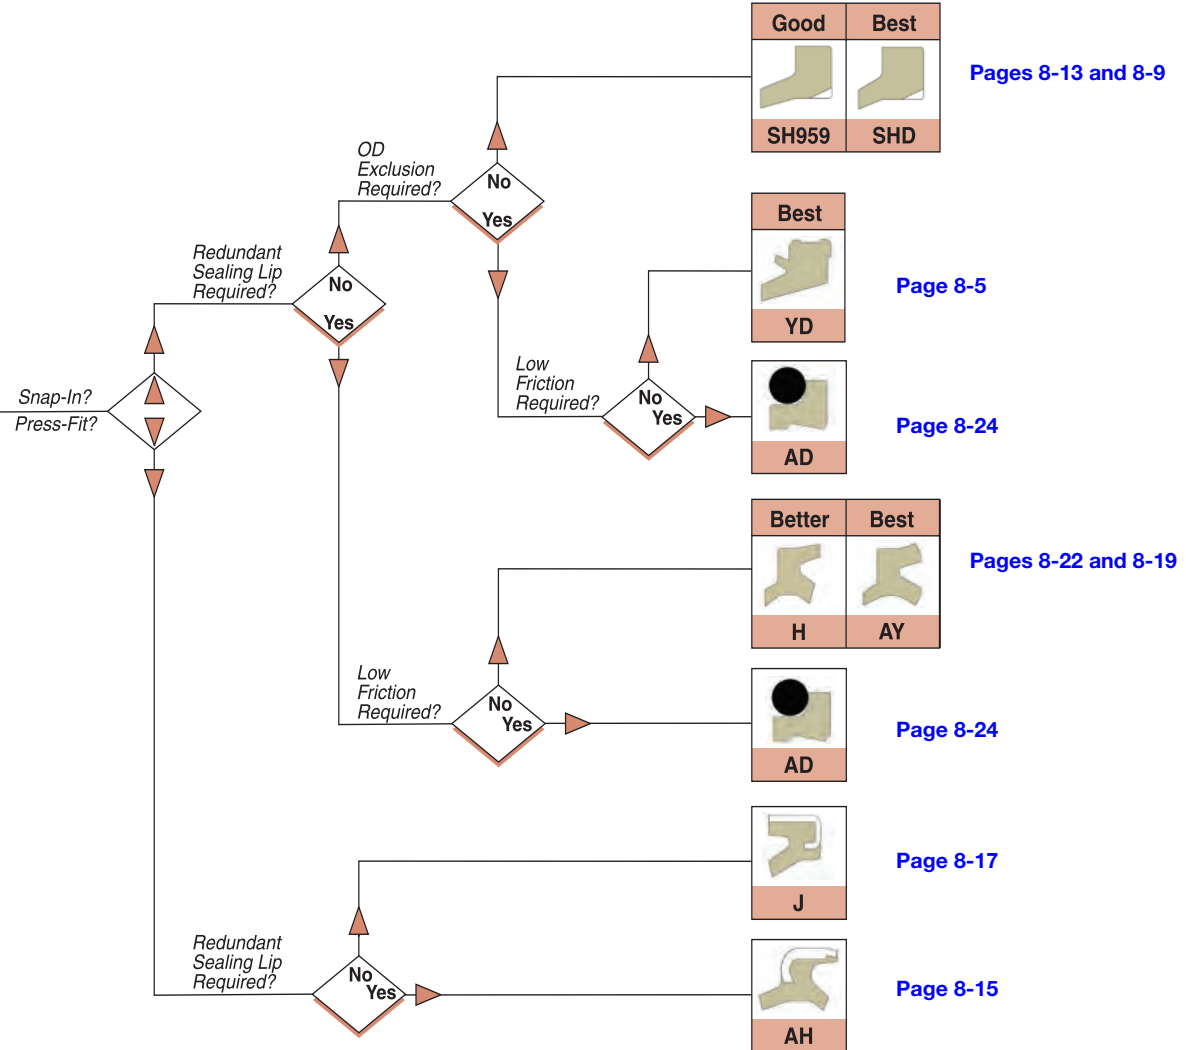 Good Best
SH959 SHD
Pages 8-13 and 8-9
OD
Exclusion
Required?
No
Yes
Best
YD
Page 8-5
Redundant
Sealing Lip
Required?
No
Yes
Low
Friction
Required?
No
Yes
AD
Page 8-24
Snap-In?
Press-Fit?
Better Best
H AY
Pages 8-22 and 8-19
Low
Friction
Required?
No
Yes
AD
Page 8-24
J
Page 8-17
Redundant
Sealing Lip
Required?
No
Yes
AH
Page 8-15